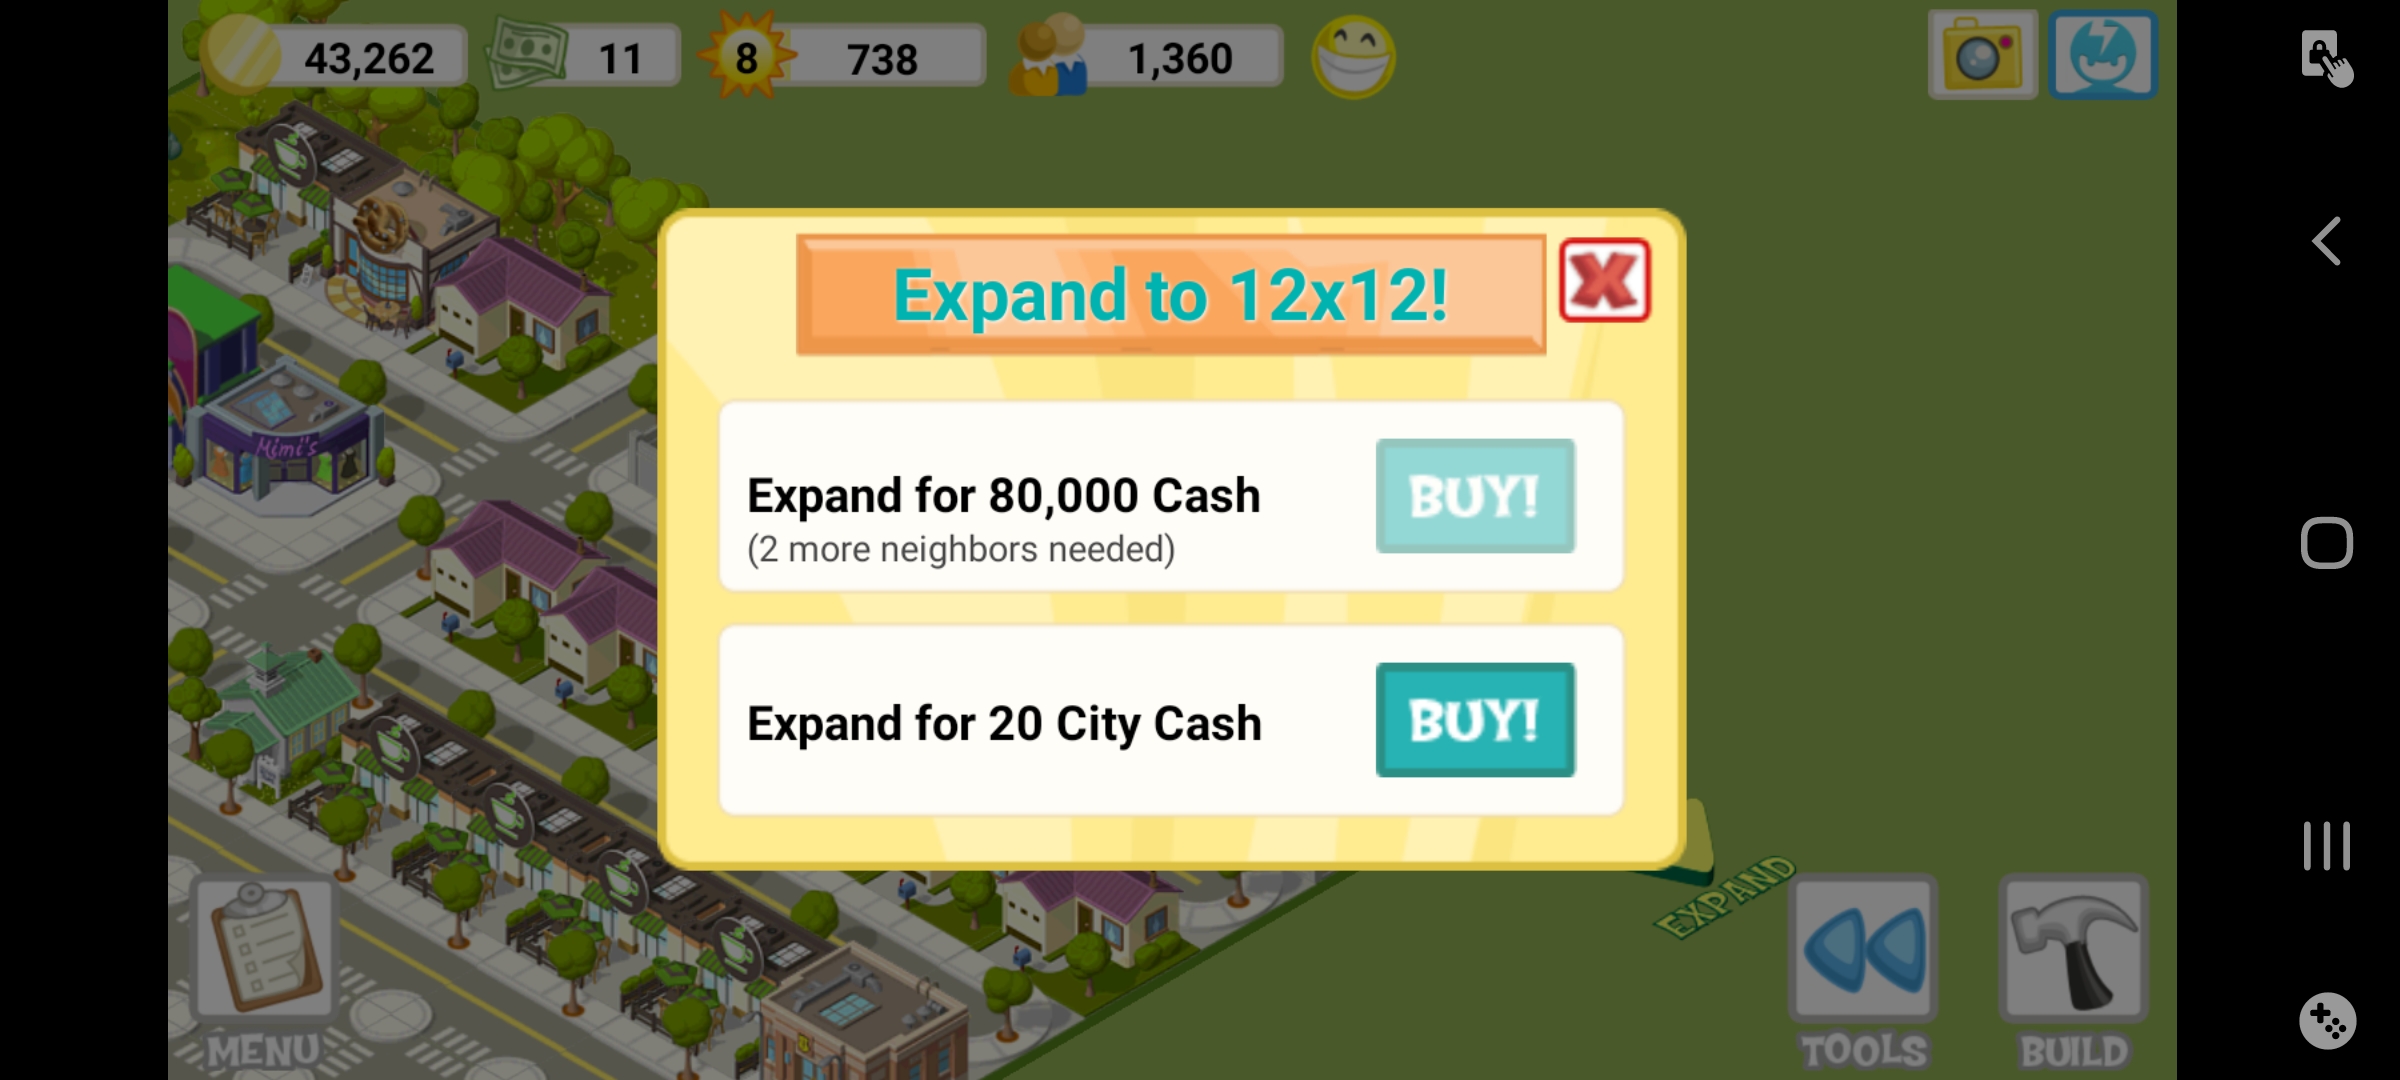 43,262
11
8
738
1,360
Expand to 12x12!
Expand for 80,000 Cash
(2 more neighbors needed)
BUY!
Expand for 20 City Cash
BUY!
Mimi's
EXPAND
MENU
TOOLS
BUILD